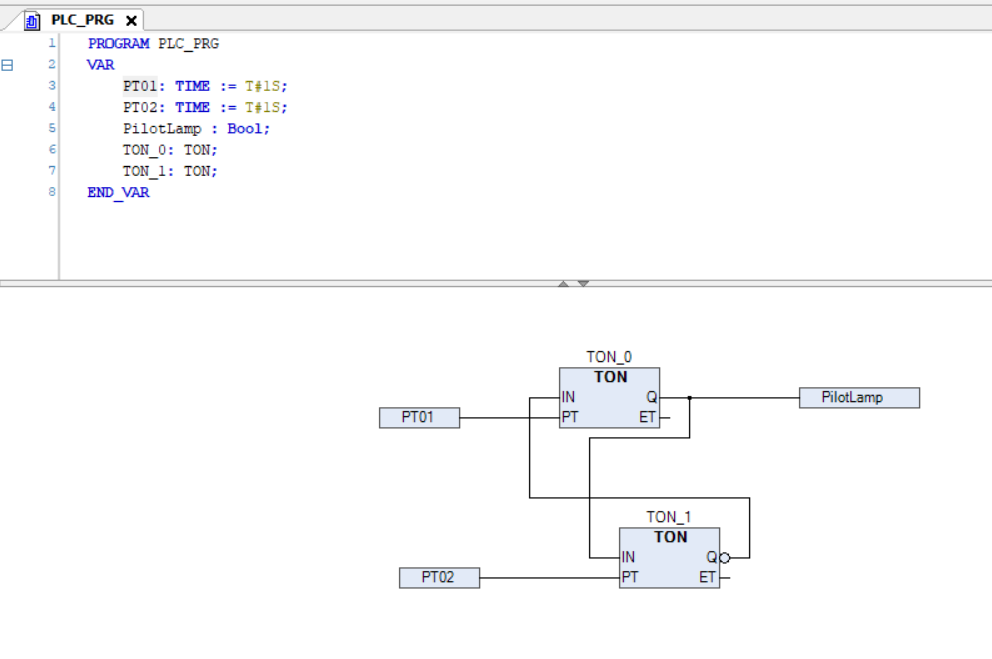 PLC_PRG
1 PROGRAM PLC_PRG
2 VAR
3 PT01: TIME := T#1S;
4 PT02: TIME := T#1S;
5 PilotLamp : Bool;
6 TON_0: TON;
7 TON_1: TON;
8 END_VAR
TON_0
TON
IN Q PilotLamp
PT01 PT ET
TON_1
TON
IN Q
PT02 PT ET